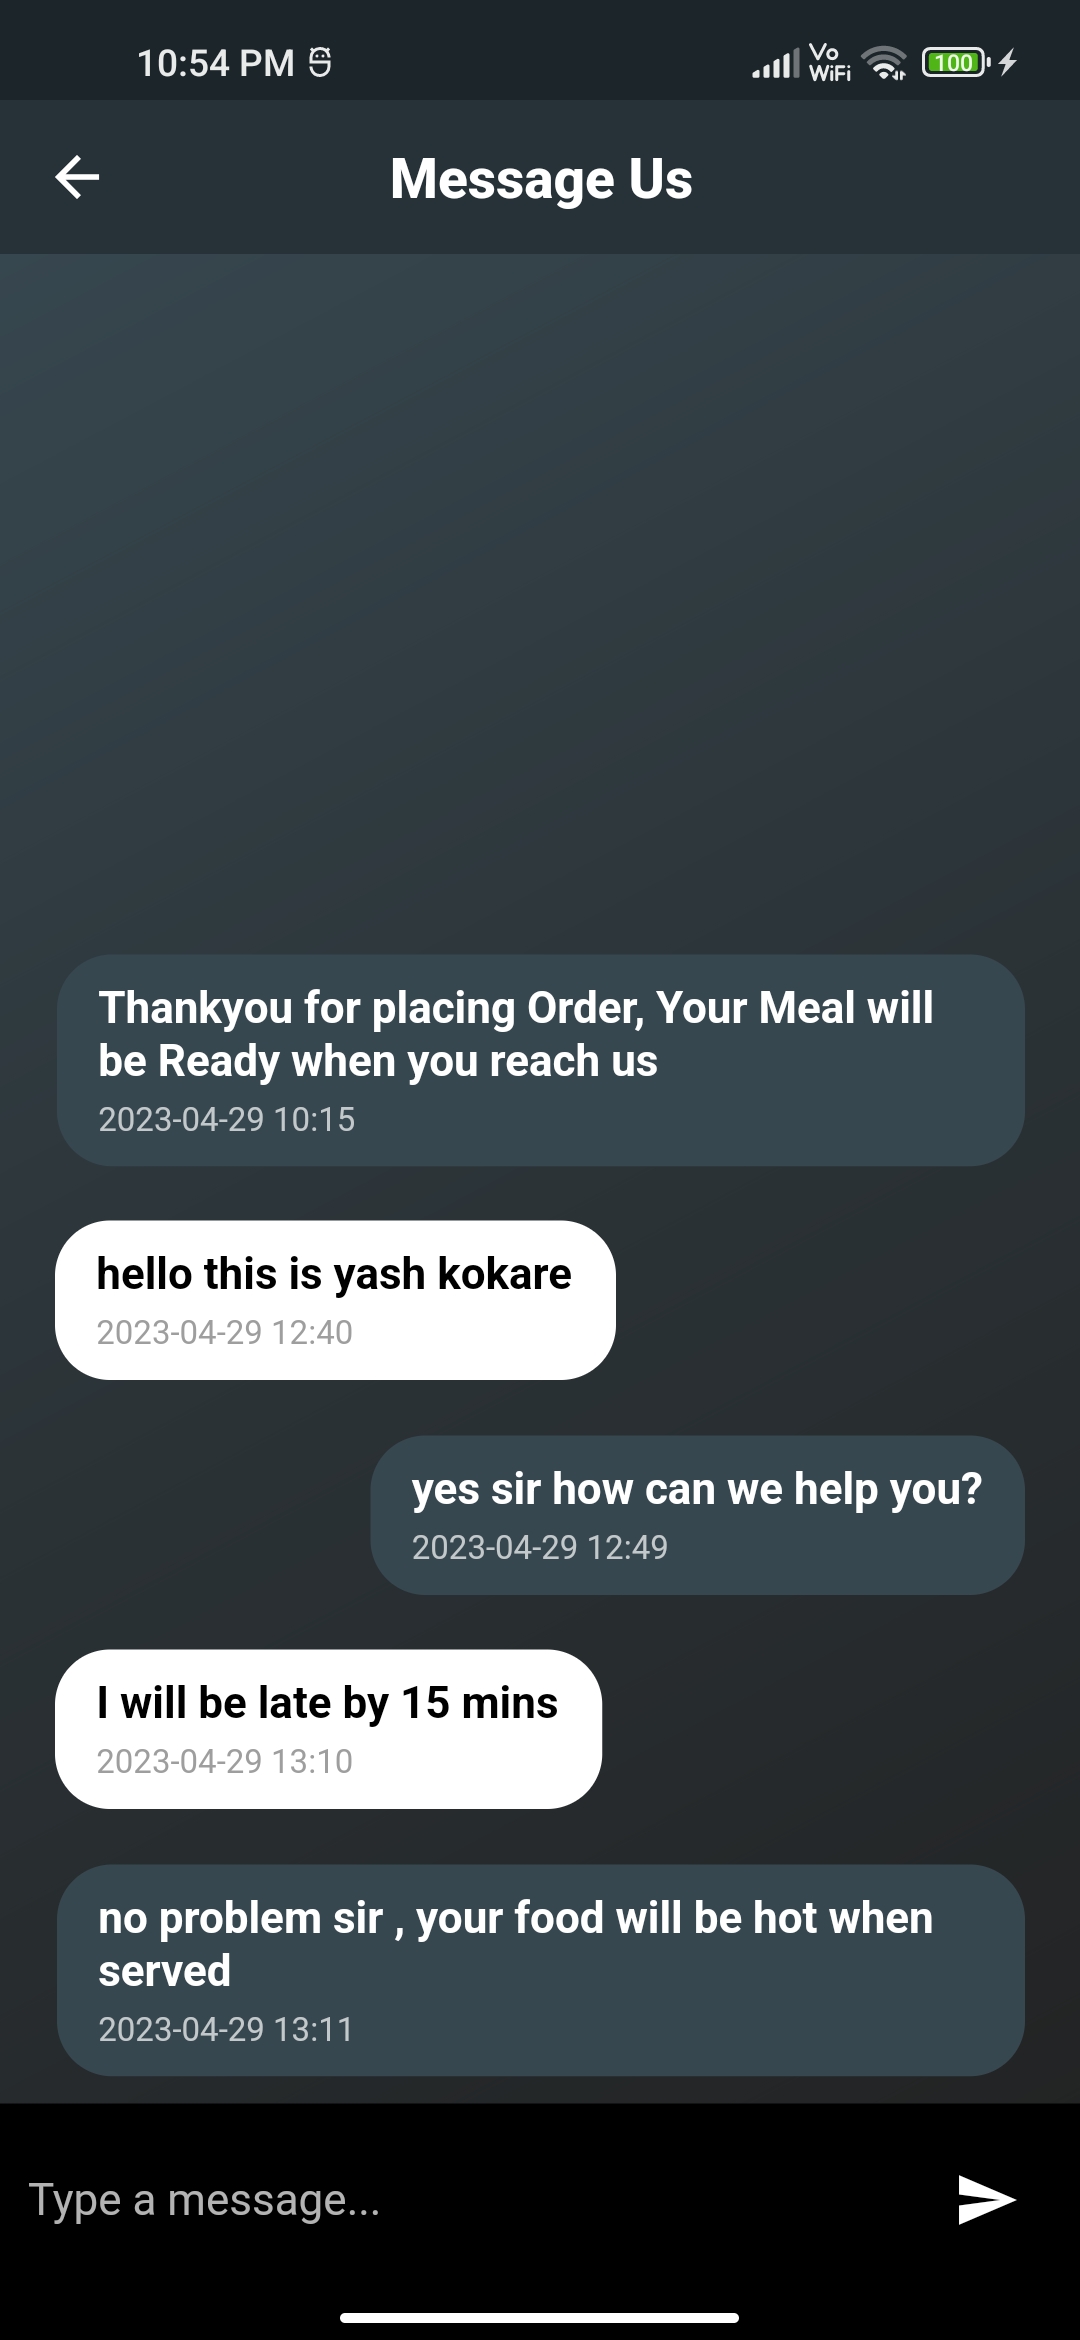 10:54 PM
Vo
WiFi
100
Message Us
Thankyou for placing Order, Your Meal will
be Ready when you reach us
2023-04-29 10:15
hello this is yash kokare
2023-04-29 12:40
yes sir how can we help you?
2023-04-29 12:49
I will be late by 15 mins
2023-04-29 13:10
no problem sir , your food will be hot when
served
2023-04-29 13:11
Type a message...